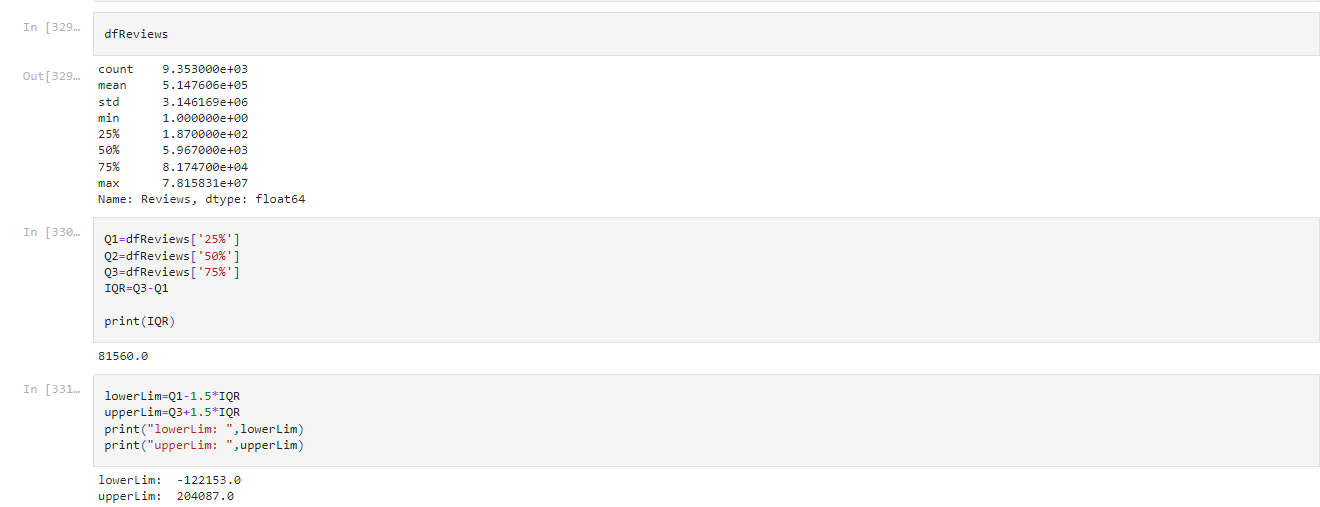 In [329…
dfReviews
Out[329…
count    9.353000e+03
mean     5.147606e+05
std      3.146169e+06
min      1.000000e+00
25%      1.870000e+02
50%      5.967000e+03
75%      8.174700e+04
max      7.815831e+07
Name: Reviews, dtype: float64
In [330…
Q1=dfReviews['25%']
Q2=dfReviews['50%']
Q3=dfReviews['75%']
IQR=Q3-Q1
print(IQR)
81560.0
In [331…
lowerLim=Q1-1.5*IQR
upperLim=Q3+1.5*IQR
print("lowerLim: ",lowerLim)
print("upperLim: ",upperLim)
lowerLim:  -122153.0
upperLim:  204087.0